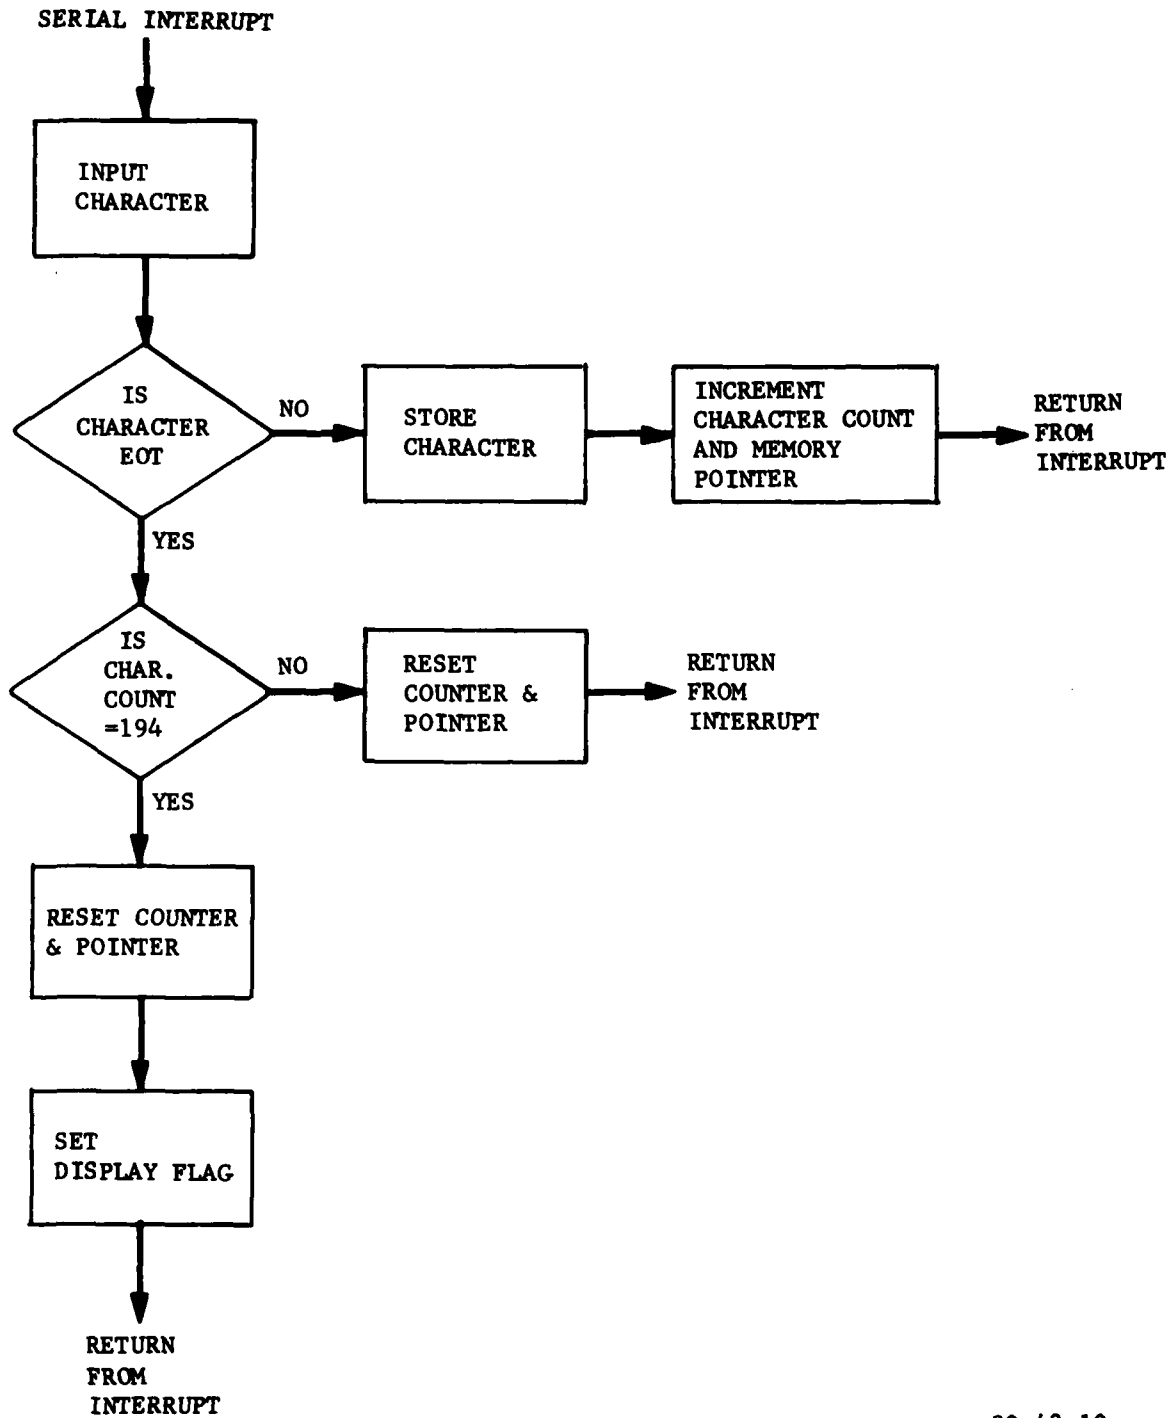 SERIAL INTERRUPT
INPUT
CHARACTER
IS
CHARACTER
EOT
NO
STORE
CHARACTER
INCREMENT
CHARACTER COUNT
AND MEMORY
POINTER
RETURN
FROM
INTERRUPT
YES
IS
CHAR.
COUNT
=194
NO
RESET
COUNTER &
POINTER
RETURN
FROM
INTERRUPT
YES
RESET COUNTER
& POINTER
SET
DISPLAY FLAG
RETURN
FROM
INTERRUPT